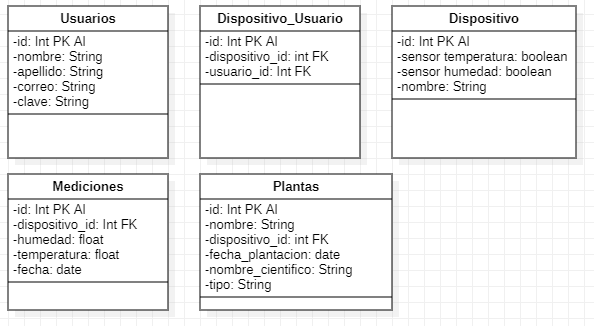 Usuarios
-id: Int PK AI
-nombre: String
-apellido: String
-correo: String
-clave: String
Dispositivo_Usuario
-id: Int PK AI
-dispositivo_id: int FK
-usuario_id: Int FK
Dispositivo
-id: Int PK AI
-sensor temperatura: boolean
-sensor humedad: boolean
-nombre: String
Mediciones
-id: Int PK AI
-dispositivo_id: Int FK
-humedad: float
-temperatura: float
-fecha: date
Plantas
-id: Int PK AI
-nombre: String
-dispositivo_id: int FK
-fecha_plantacion: date
-nombre_cientifico: String
-tipo: String